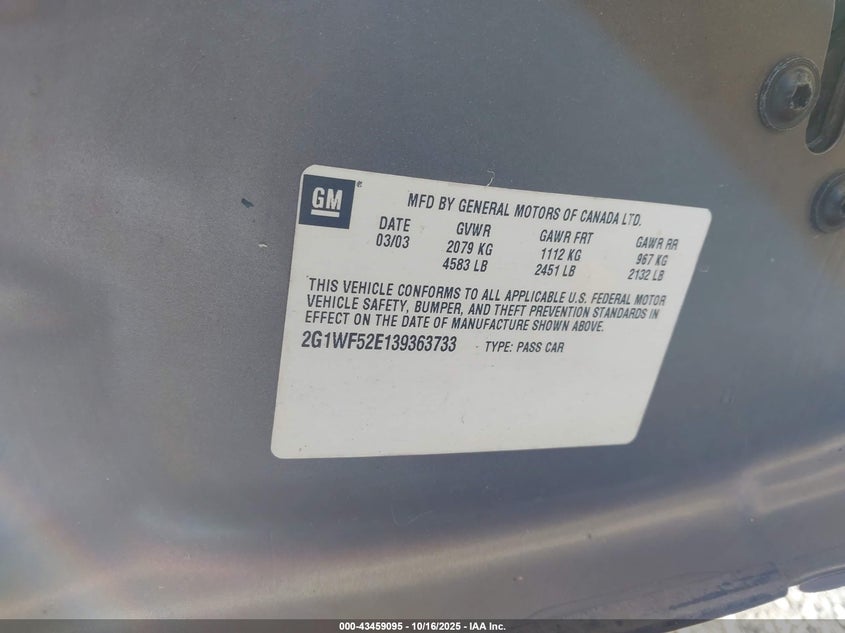 GM®
MFD BY GENERAL MOTORS OF CANADA LTD.
DATE GVWR GAWR FRT GAWR RR
03/03 2079 KG 1112 KG 967 KG
4583 LB 2451 LB 2132 LB
THIS VEHICLE CONFORMS TO ALL APPLICABLE U.S. FEDERAL MOTOR
VEHICLE SAFETY, BUMPER, AND THEFT PREVENTION STANDARDS IN
EFFECT ON THE DATE OF MANUFACTURE SHOWN ABOVE.
2G1WF52E139363733 TYPE: PASS CAR
000-43459095 - 10/16/2025 - IAA Inc.